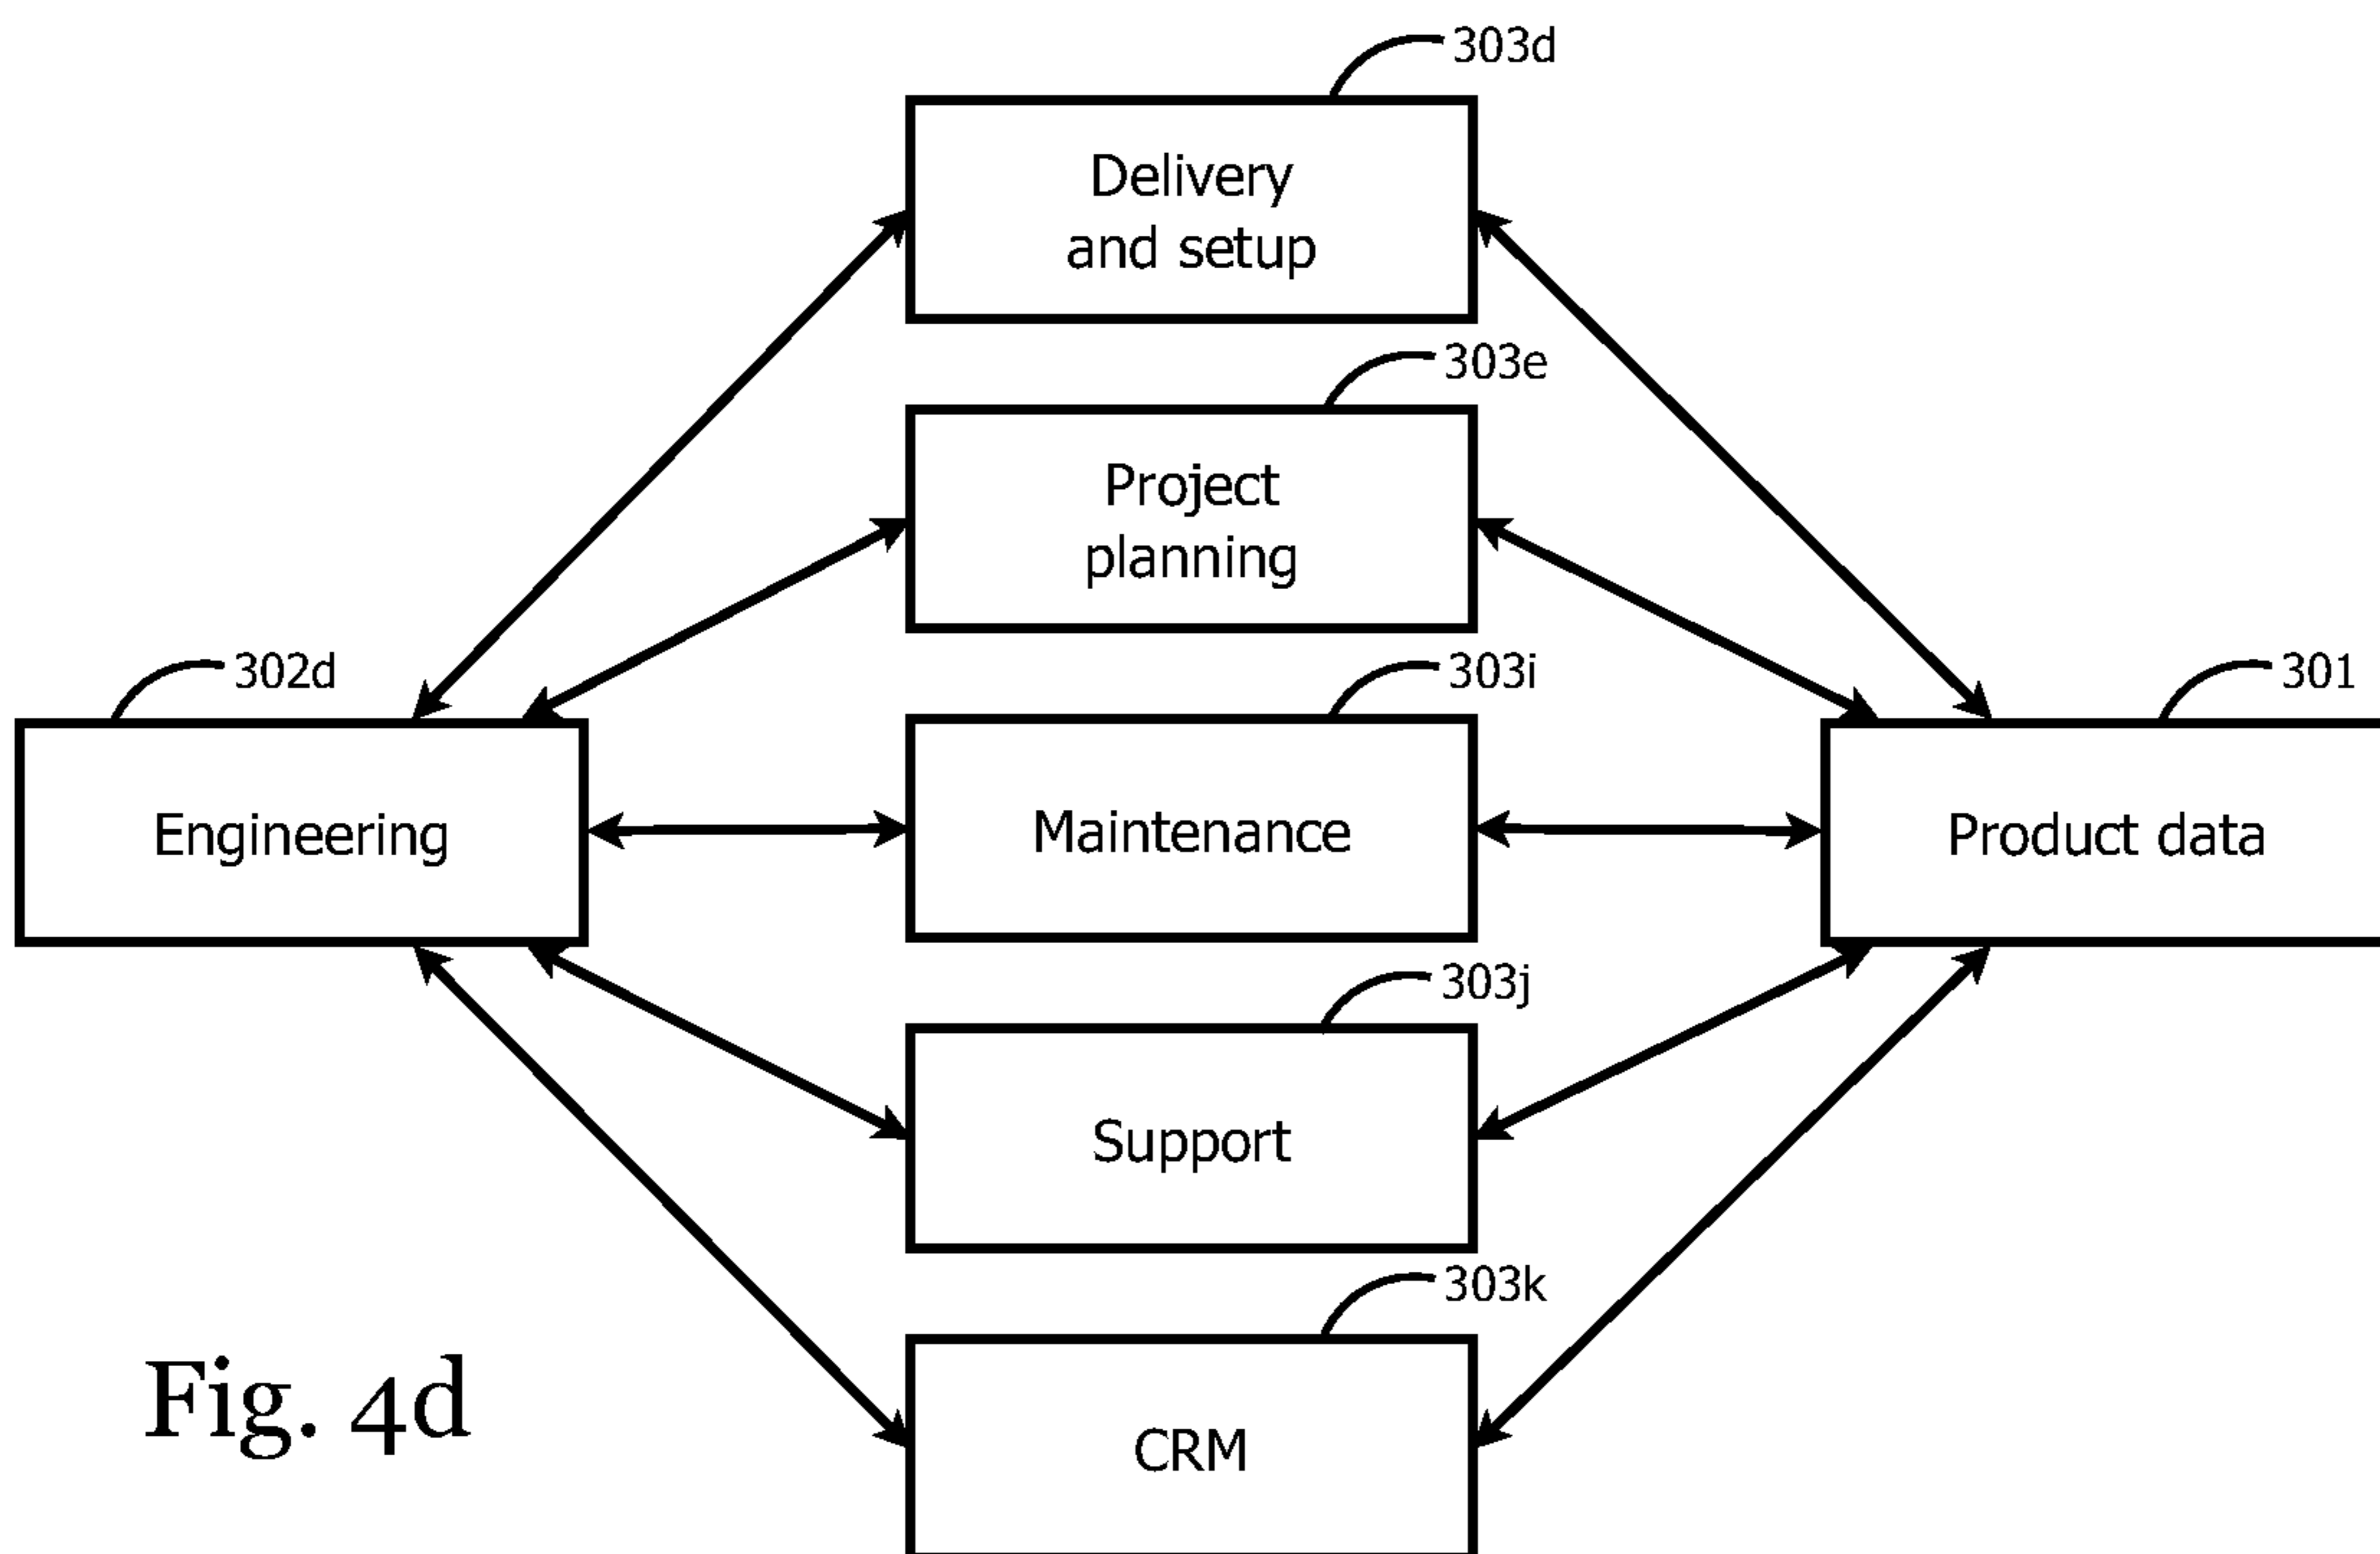 303d
Delivery
and setup
303e
Project
planning
302d
303i
301
Engineering
Maintenance
Product data
303j
Support
303k
CRM
Fig. 4d